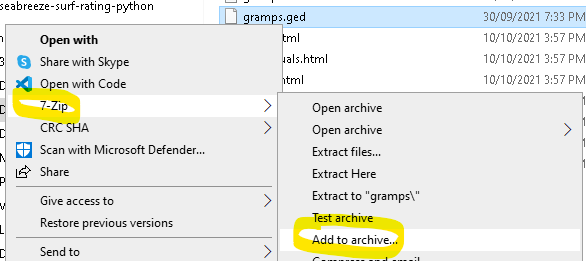 seabreeze-surf-rating-python
gramps.ged 30/09/2021 7:33 PM
Open with 10/10/2021 3:57 PM
Share with Skype uals.html 10/10/2021 3:57 PM
Open with Code html 10/10/2021 3:57 PM
7-Zip
CRC SHA
Scan with Microsoft Defender...
Share
Give access to
Restore previous versions
Send to
Open archive
Open archive
Extract files...
Extract Here
Extract to "gramps\"
Test archive
Add to archive...
Compress and email